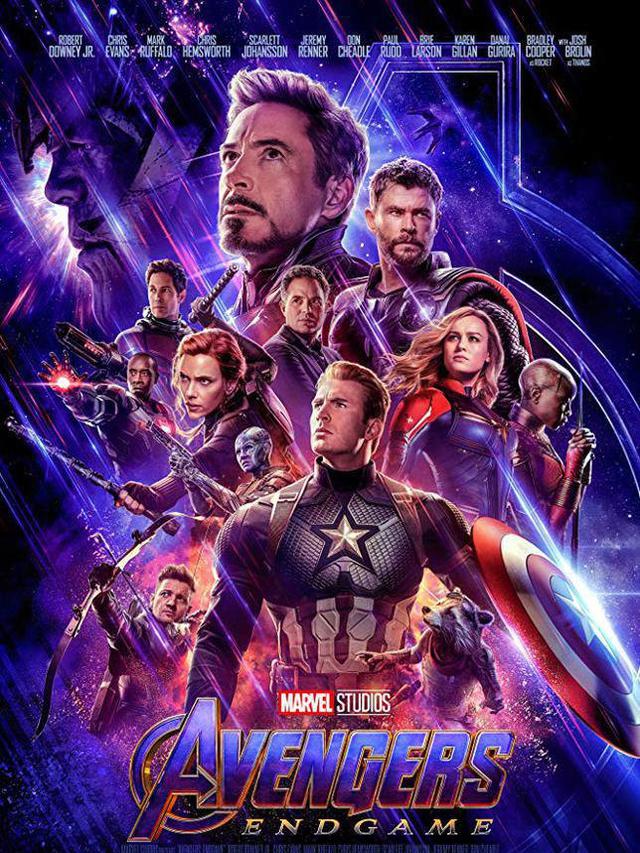 ROBERT DOWNEY JR. CHRIS EVANS MARK RUFFALO CHRIS HEMSWORTH SCARLETT JOHANSSON JEREMY RENNER DON CHEADLE PAUL RUDD BRIE LARSON KAREN GILLAN DANAI GURIRA BRADLEY COOPER AS ROCKET WITH JOSH BROLIN AS THANOS
MARVEL STUDIOS
AVENGERS
ENDGAME